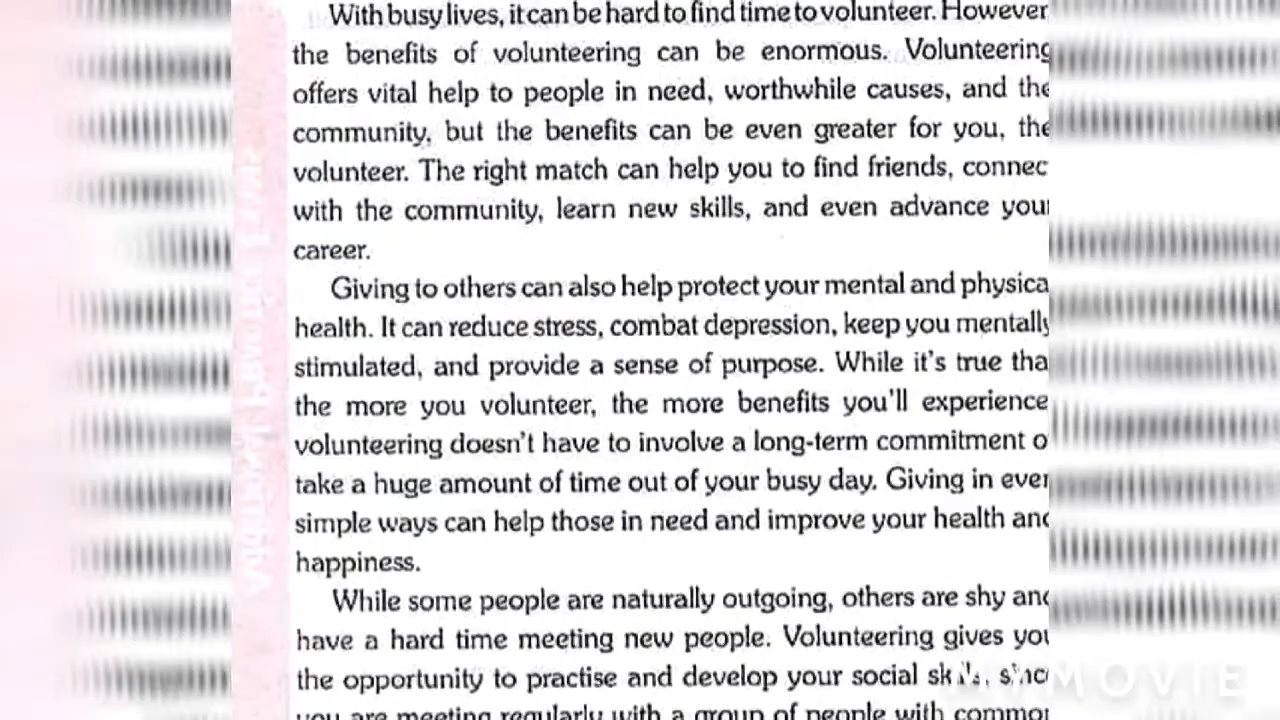 With busy lives, it can be hard to find time to volunteer. However
the benefits of volunteering can be enormous. Volunteering
offers vital help to people in need, worthwhile causes, and the
community, but the benefits can be even greater for you, the
volunteer. The right match can help you to find friends, connec
with the community, learn new skills, and even advance your
career.
Giving to others can also help protect your mental and physica
health. It can reduce stress, combat depression, keep you mentally
stimulated, and provide a sense of purpose. While it's true tha
the more you volunteer, the more benefits you'll experience
volunteering doesn't have to involve a long-term commitment o
take a huge amount of time out of your busy day. Giving in even
simple ways can help those in need and improve your health and
happiness.
While some people are naturally outgoing, others are shy and
have a hard time meeting new people. Volunteering gives you
the opportunity to practise and develop your social skills, since
you are meeting regularly with a group of people with common
MOVIE